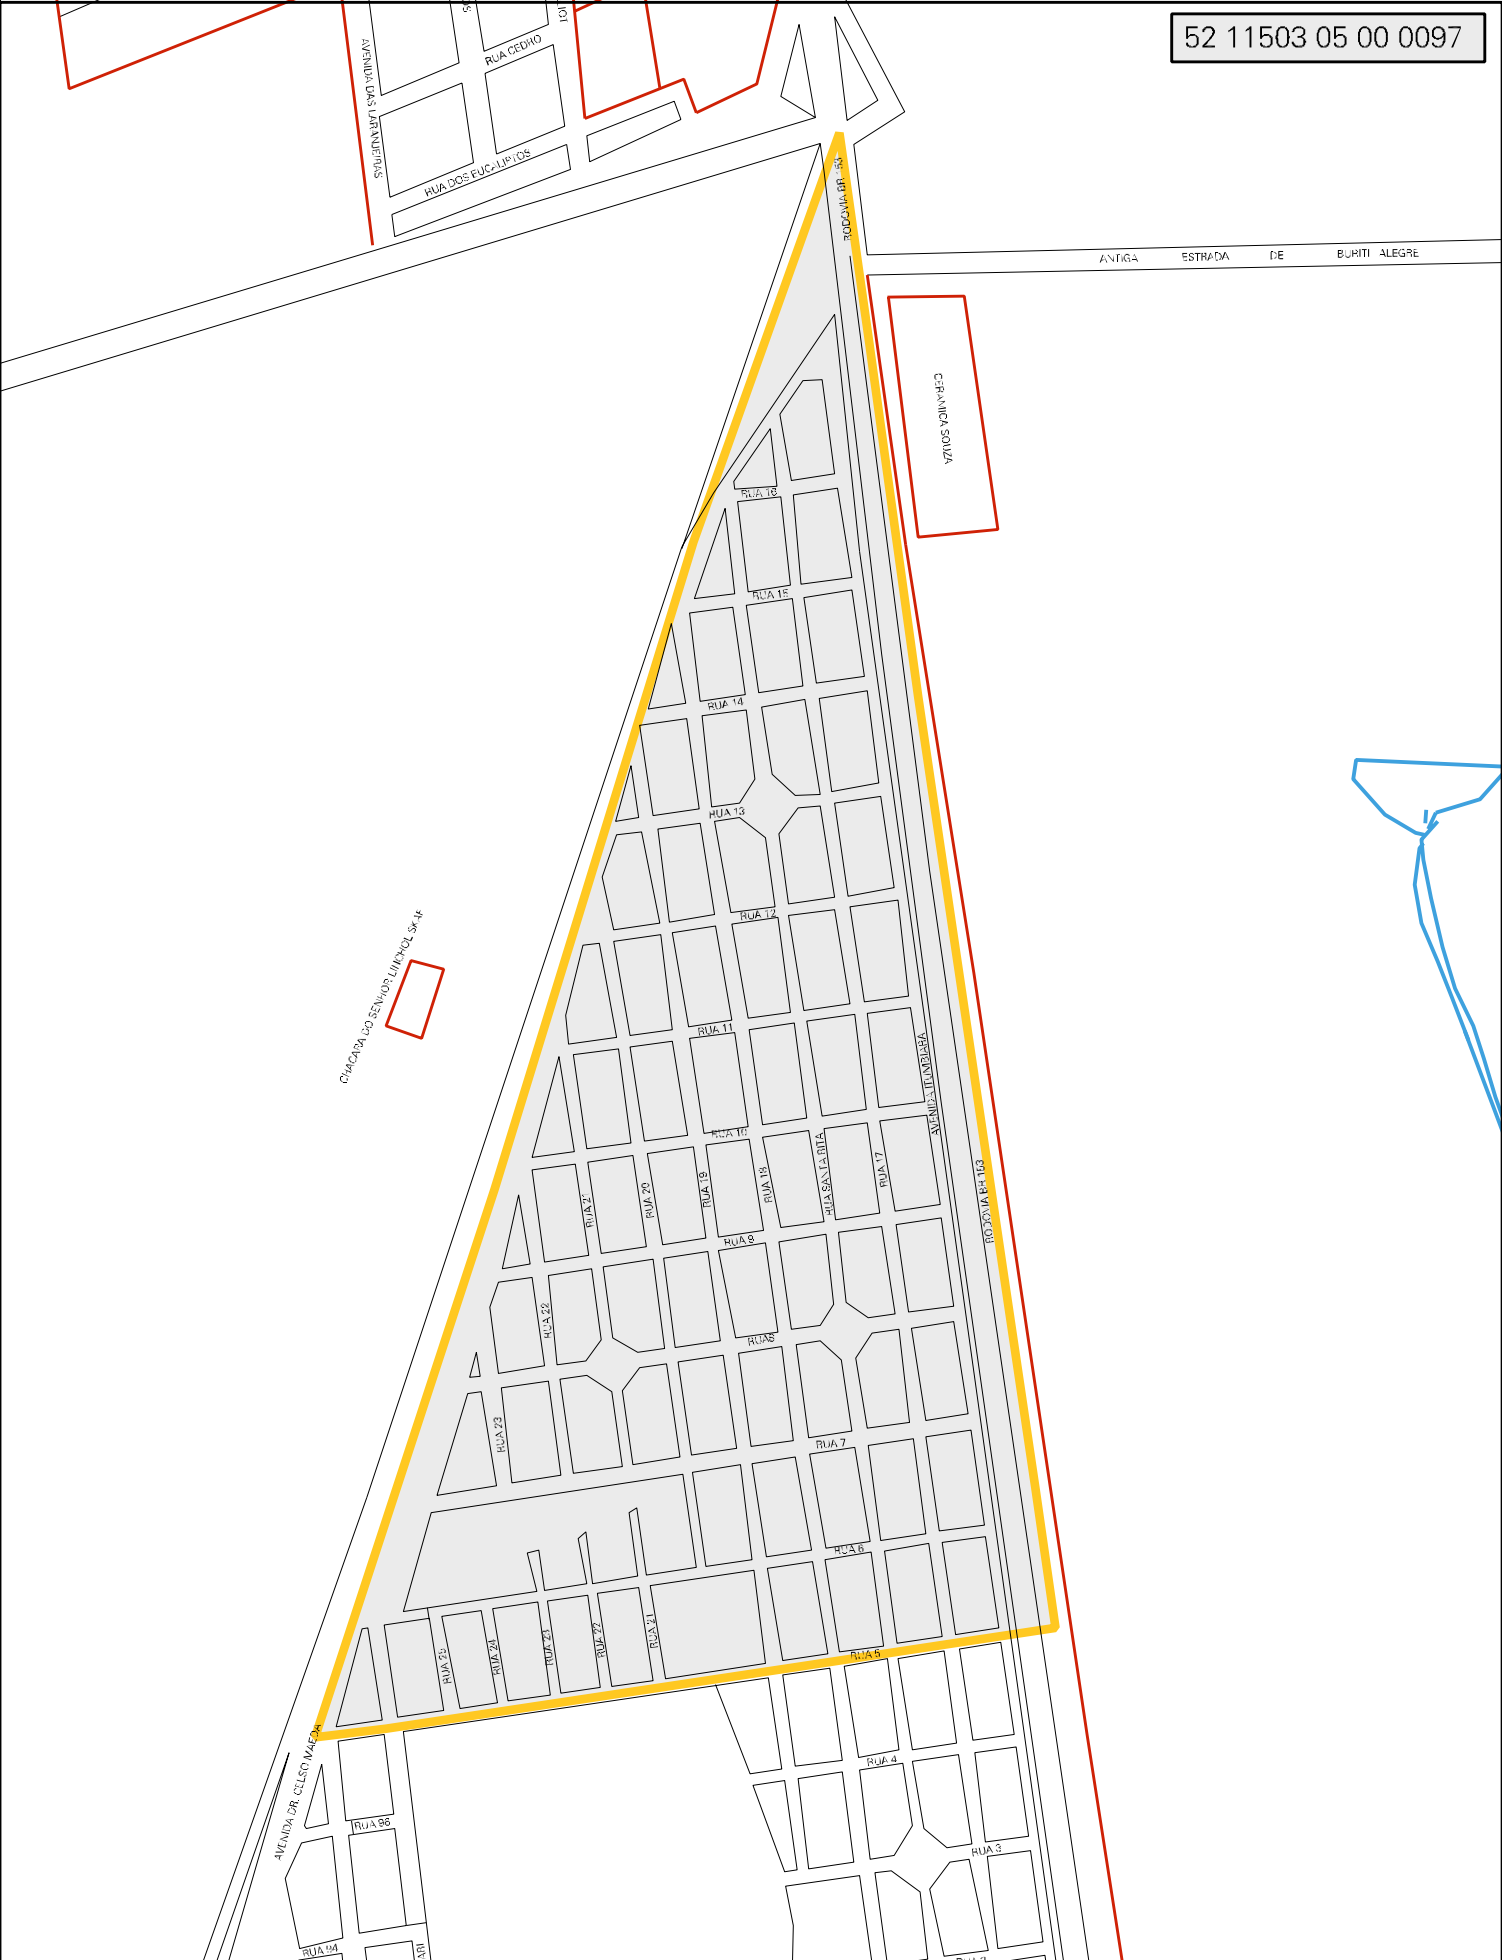 52 11503 05 00 0097
RUA CEDRO
AVENIDA DAS LARANJEIRAS
RUA DOS EUCALIPTOS
RODOVIA BR 153
ANTIGA ESTRADA DE BURITI ALEGRE
CERAMICA SOUZA
RUA 16
RUA 15
RUA 14
RUA 13
RUA 12
CHACARA DO SENHOR
RUA 11
AVENIDA ITUMBIARA
RUA 10
RUA 21
RUA 20
RUA 19
RUA 18
RUA SANTA RITA
RUA 17
RODOVIA BR 153
RUA 9
RUA 22
RUA8
RUA 23
RUA 7
RUA 6
RUA 25
RUA 24
RUA 23
RUA 22
RUA 21
RUA 5
AVENIDA DR. CELSO MAEDA
RUA 4
RUA 96
RUA 3
RUA 94